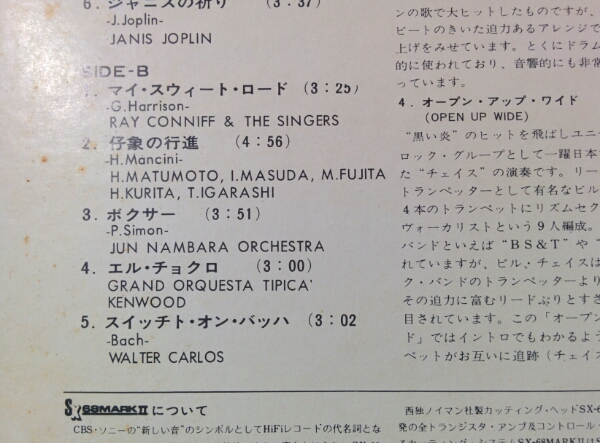 6. ジャニスの祈り (3:37)
-J.Joplin-
JANIS JOPLIN
SIDE-B
1. マイ・スウィート・ロード (3:25)
-G.Harrison-
RAY CONNIFF & THE SINGERS
2. 仔象の行進 (4:56)
-H.Mancini-
H.MATUMOTO, I.MASUDA, M.FUJITA
H.KURITA, T.IGARASHI
3. ボクサー (3:51)
-P.Simon-
JUN NAMBARA ORCHESTRA
4. エル・チョクロ (3:00)
GRAND ORQUESTA TIPICA'
KENWOOD
5. スイッチト・オン・バッハ (3:02
-Bach-
WALTER CARLOS
ンの歌で大ヒットしたものですが、
ビートのきいた迫力あるアレンジで
上げをみせています。とくにドラム
的に使われており、音響的にも非常
っています。
4. オープン・アップ・ワイド
(OPEN UP WIDE)
“黒い炎”のヒットを飛ばしユニー
ロック・グループとして一躍日本
た“チェイス”の演奏です。リー
トランペッターとして有名なビル
4本のトランペットにリズムセク
ヴォーカリストという9人編成。
バンドといえば“BS&T”や“
れていますが、ビル・チェイスは
ク・バンドのトランペッターより
その迫力に富むリードぶりとすさ
目されています。この「オープン
ド」ではイントロでもわかるよう
ペットがお互いに追跡(チェイ
SX68MARKⅡについて
CBS・ソニーの“新しい音”のシンボルとしてHiFiレコードの代名詞とな
西独ノイマン社製カッティング・ヘッドSX-6
発の全トランジスタ・アンプ及コントロール・